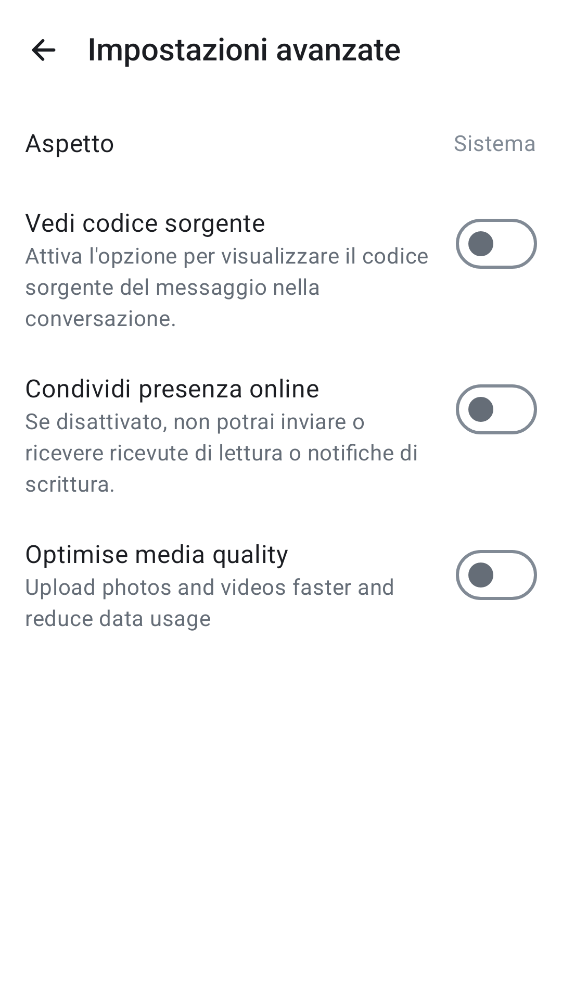 Impostazioni avanzate
Aspetto
Sistema
Vedi codice sorgente
Attiva l'opzione per visualizzare il codice
sorgente del messaggio nella
conversazione.
Condividi presenza online
Se disattivato, non potrai inviare o
ricevere ricevute di lettura o notifiche di
scrittura.
Optimise media quality
Upload photos and videos faster and
reduce data usage